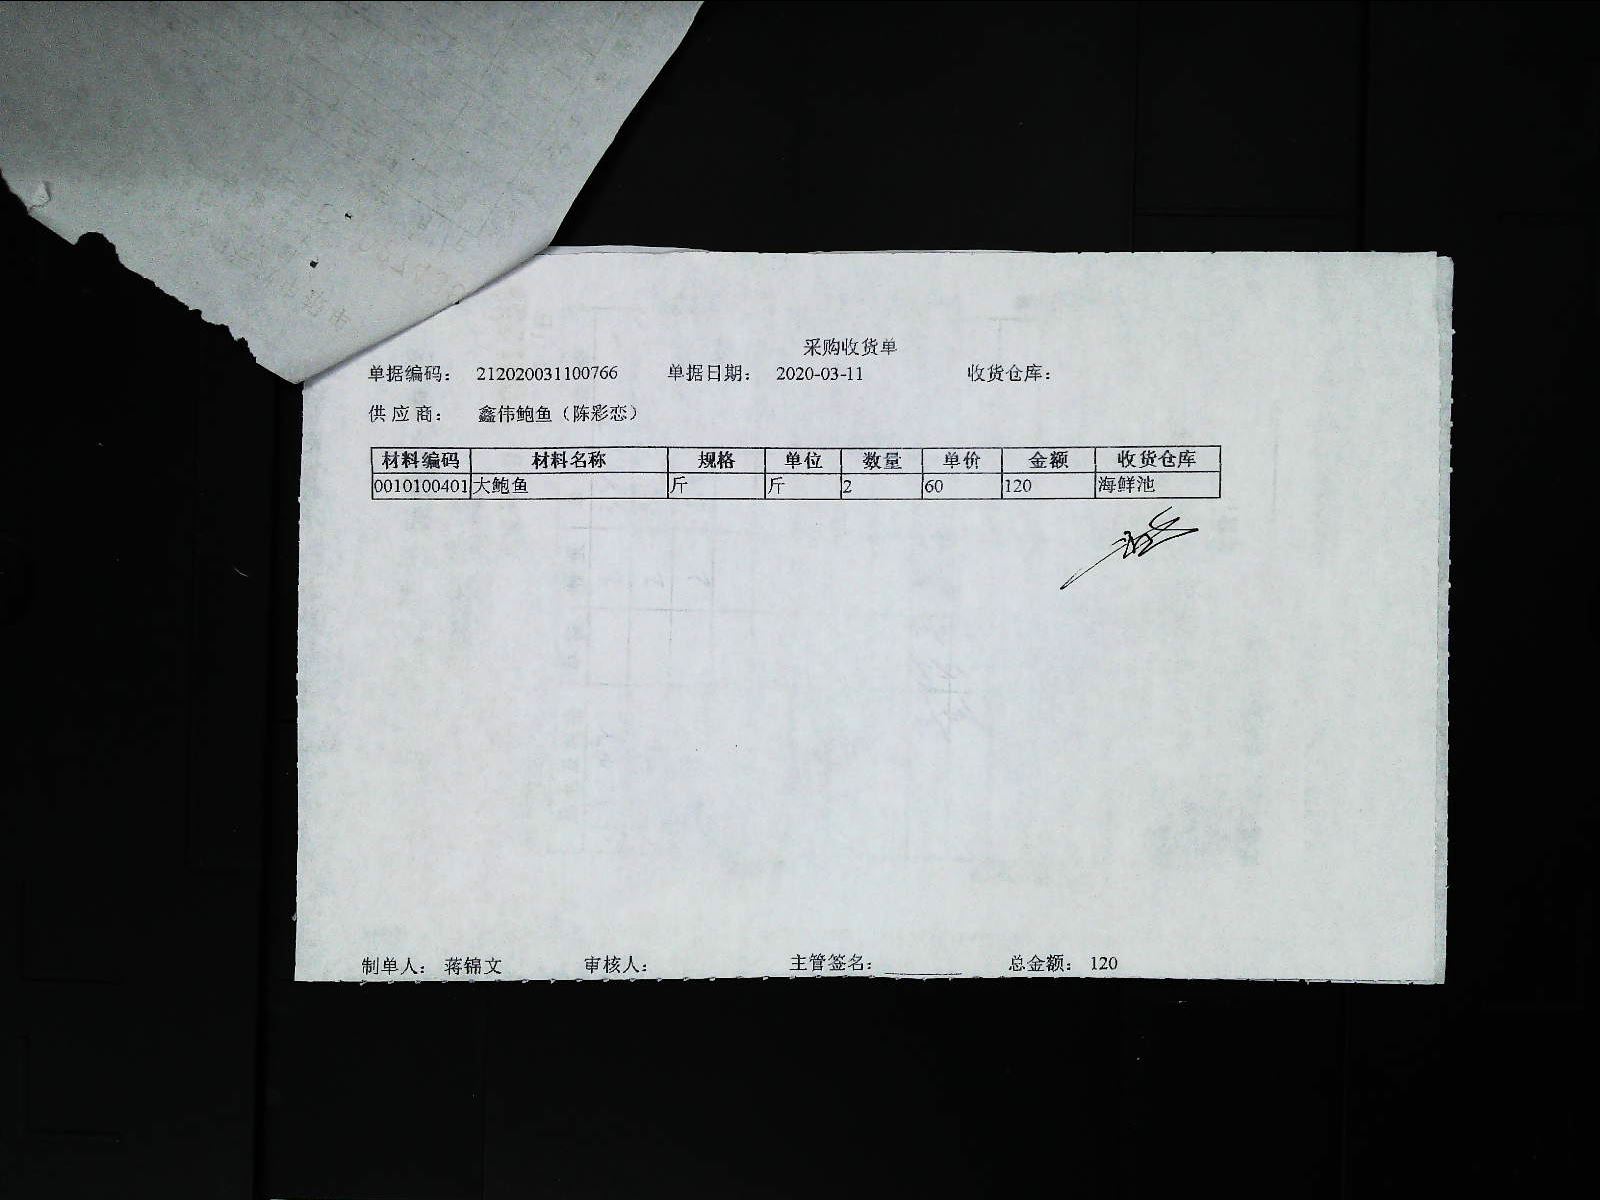 采购收货单
单据编码： 212020031100766 单据日期： 2020-03-11 收货仓库：
供应商： 鑫伟鲍鱼（陈彩恋）
材料编码 材料名称 规格 单位 数量 单价 金额 收货仓库
0010100401 大鲍鱼 斤 斤 2 60 120 海鲜池
制单人： 蒋锦文 审核人： 主管签名： 总金额： 120